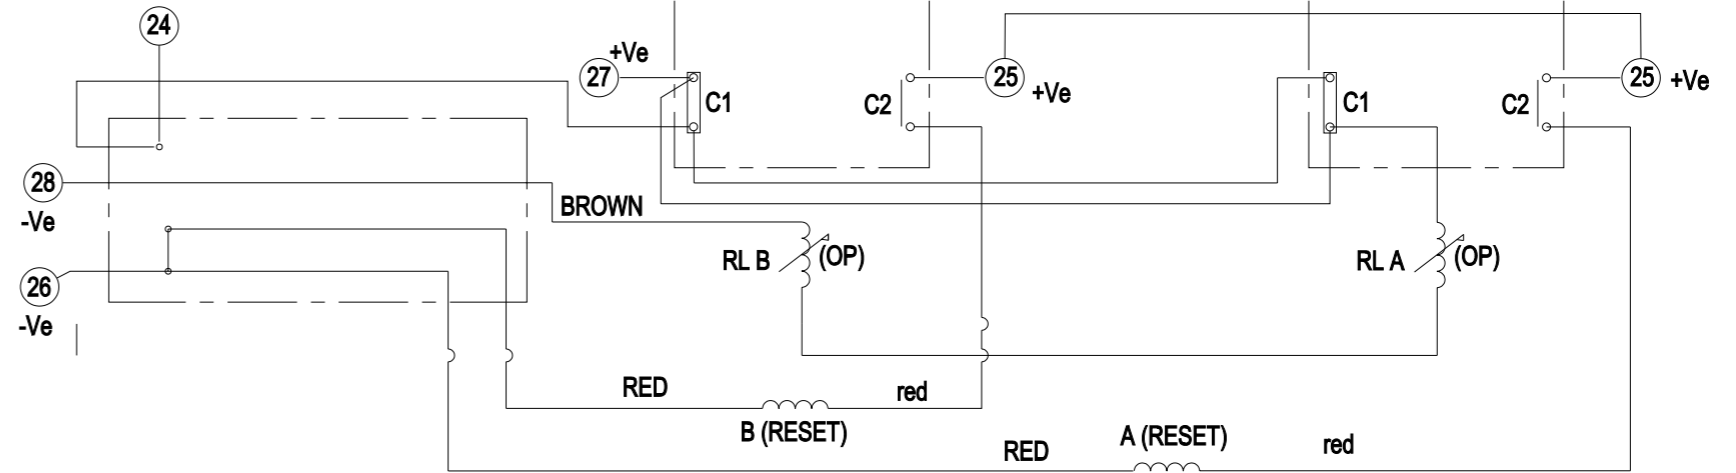 24
+Ve
27
C1
C2
25
+Ve
C1
C2
25
+Ve
28
-Ve
BROWN
RL B
(OP)
RL A
(OP)
26
-Ve
RED
red
B (RESET)
RED
A (RESET)
red